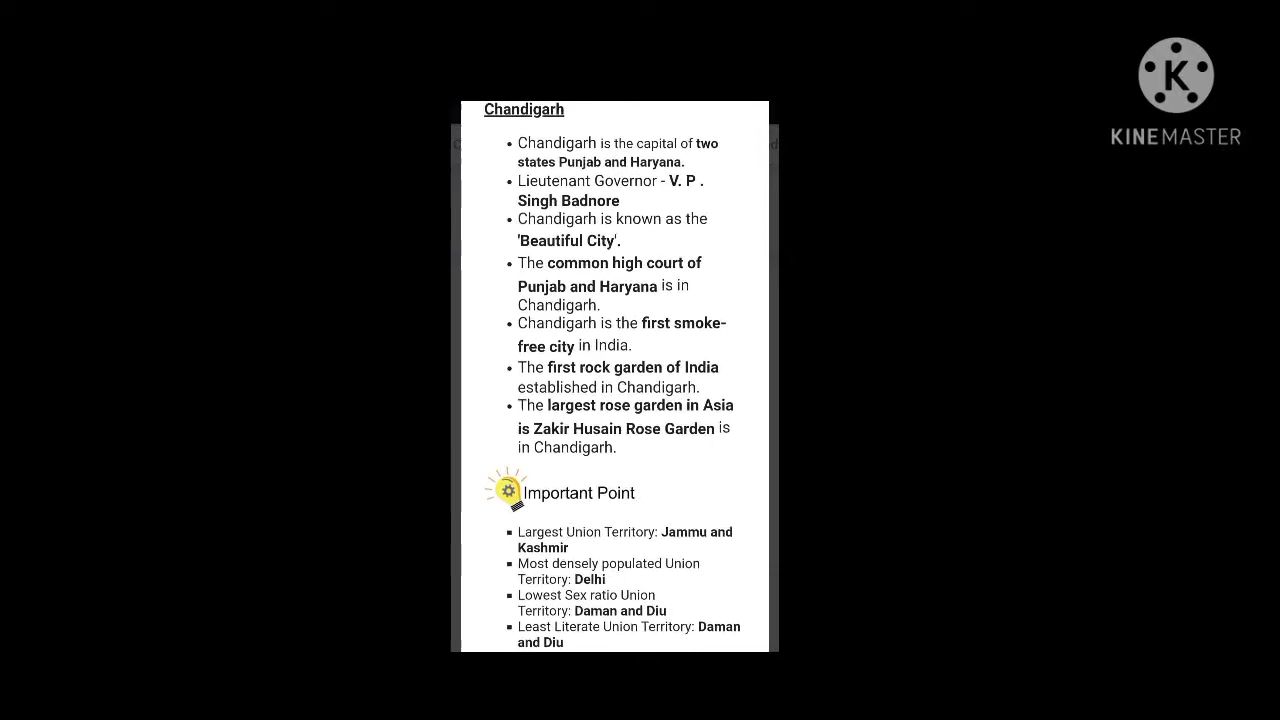 KINEMASTER
Chandigarh
• Chandigarh is the capital of two
states Punjab and Haryana.
• Lieutenant Governor - V. P .
Singh Badnore
• Chandigarh is known as the
'Beautiful City'.
• The common high court of
Punjab and Haryana is in
Chandigarh.
• Chandigarh is the first smoke-
free city in India.
• The first rock garden of India
established in Chandigarh.
• The largest rose garden in Asia
is Zakir Husain Rose Garden is
in Chandigarh.
Important Point
▪ Largest Union Territory: Jammu and
Kashmir
▪ Most densely populated Union
Territory: Delhi
▪ Lowest Sex ratio Union
Territory: Daman and Diu
▪ Least Literate Union Territory: Daman
and Diu